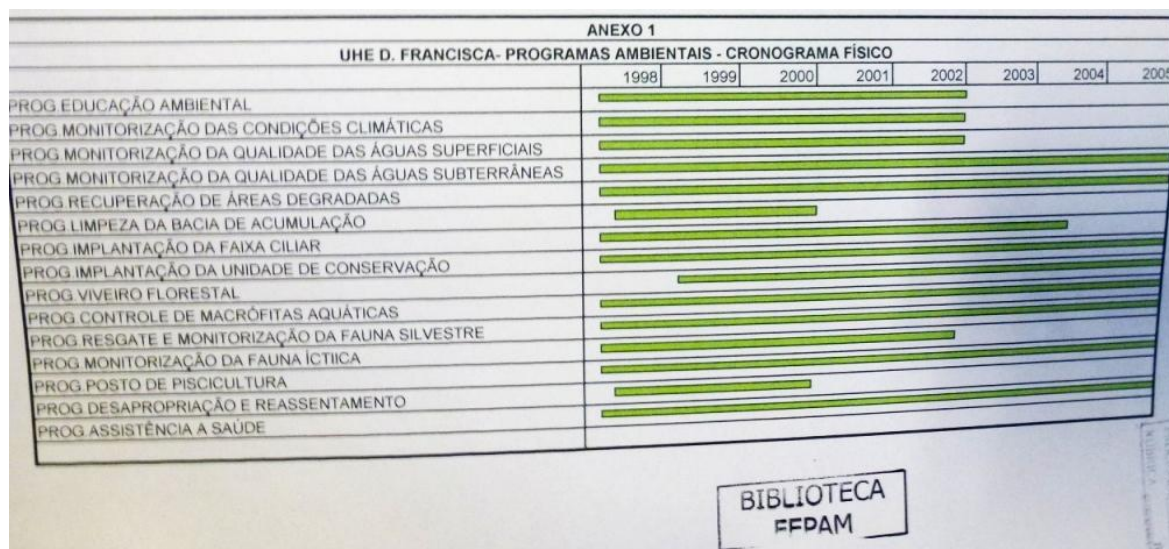 ANEXO 1
UHE D. FRANCISCA- PROGRAMAS AMBIENTAIS - CRONOGRAMA FÍSICO
1998 1999 2000 2001 2002 2003 2004 2005
PROG EDUCAÇÃO AMBIENTAL
PROG.MONITORIZAÇÃO DAS CONDIÇÕES CLIMÁTICAS
PROG.MONITORIZAÇÃO DA QUALIDADE DAS ÁGUAS SUPERFICIAIS
PROG.MONITORIZAÇÃO DA QUALIDADE DAS ÁGUAS SUBTERRÂNEAS
PROG.RECUPERAÇÃO DE ÁREAS DEGRADADAS
PROG.LIMPEZA DA BACIA DE ACUMULAÇÃO
PROG.IMPLANTAÇÃO DA FAIXA CILIAR
PROG.IMPLANTAÇÃO DA UNIDADE DE CONSERVAÇÃO
PROG VIVEIRO FLORESTAL
PROG.CONTROLE DE MACRÓFITAS AQUÁTICAS
PROG.RESGATE E MONITORIZAÇÃO DA FAUNA SILVESTRE
PROG.MONITORIZAÇÃO DA FAUNA ÍCTIICA
PROG POSTO DE PISCICULTURA
PROG DESAPROPRIAÇÃO E REASSENTAMENTO
PROG.ASSISTÊNCIA A SAÚDE
BIBLIOTECA
FEPAM